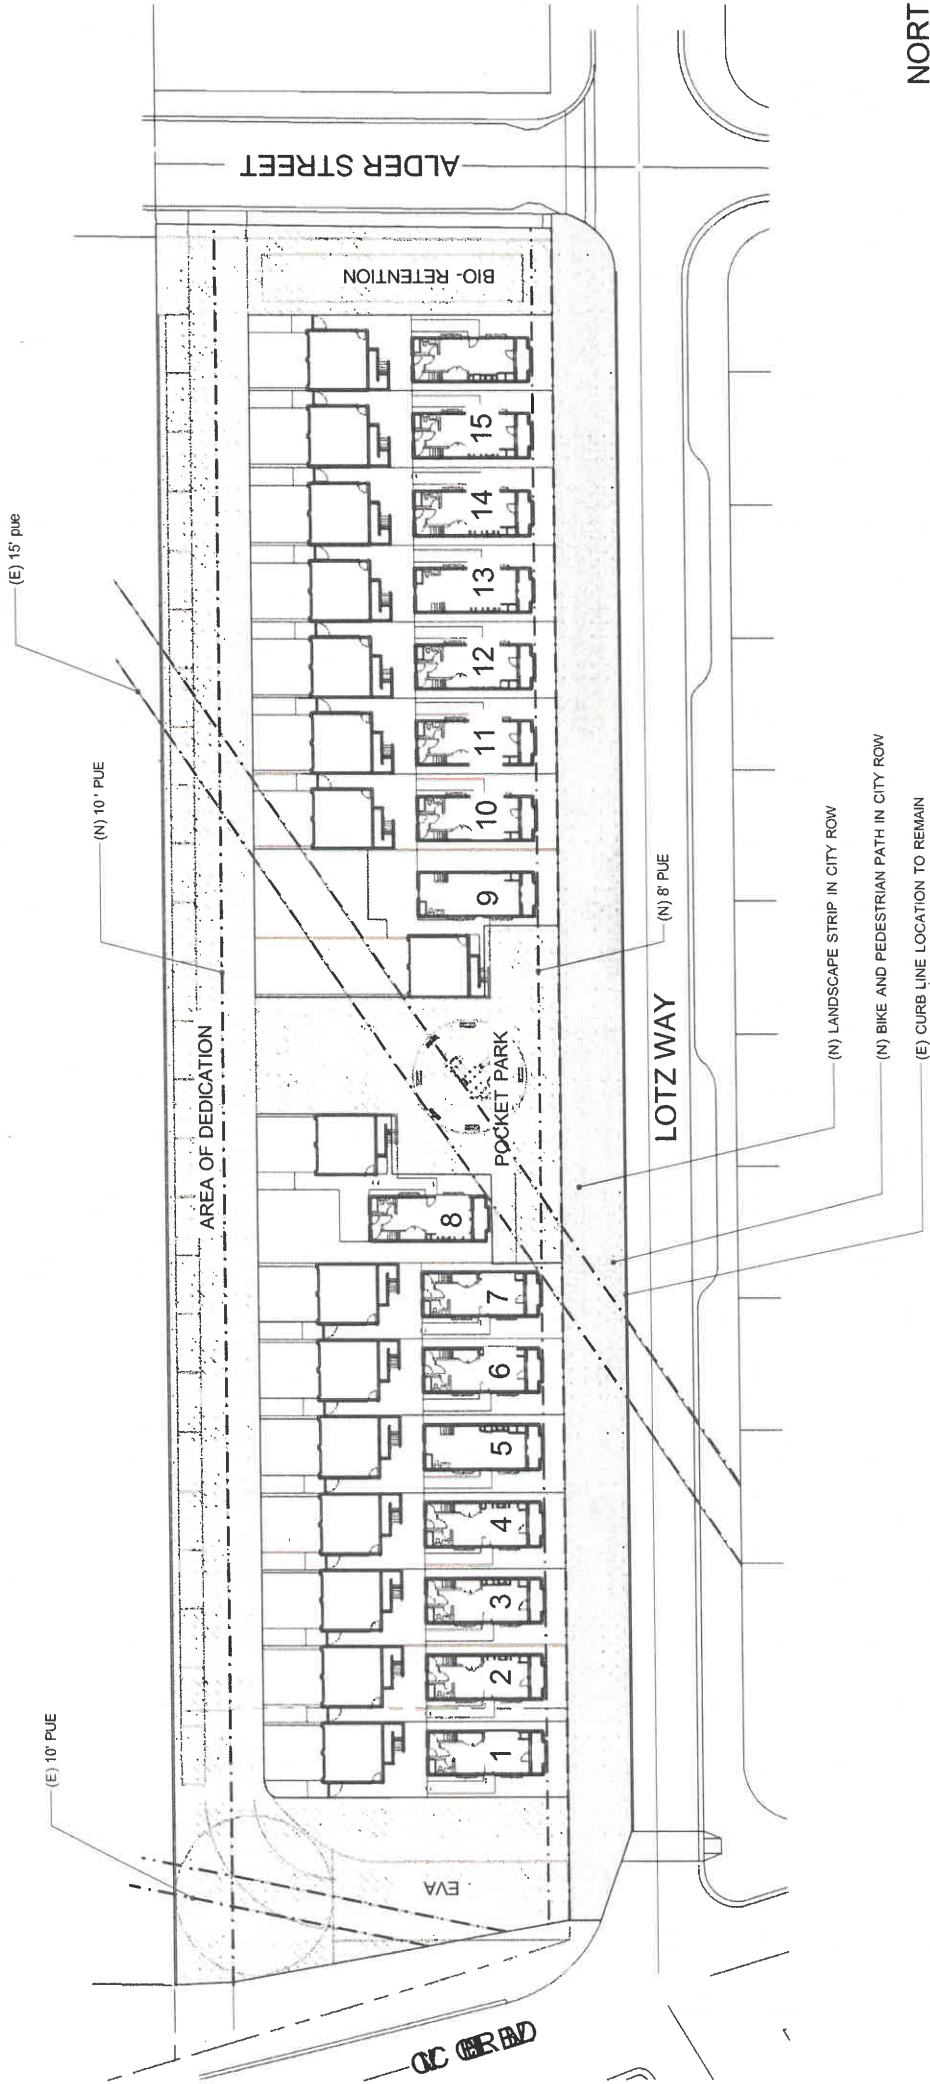 NORT
ALDER STREET
BIO- RETENTION
(E) 15' pue
15
14
13
12
11
10
9
(N) 10 ' PUE
(N) 8' PUE
AREA OF DEDICATION
POCKET PARK
LOTZ WAY
(N) LANDSCAPE STRIP IN CITY ROW
(N) BIKE AND PEDESTRIAN PATH IN CITY ROW
(E) CURB LINE LOCATION TO REMAIN
8
7
6
5
4
3
2
1
(E) 10' PUE
EVA